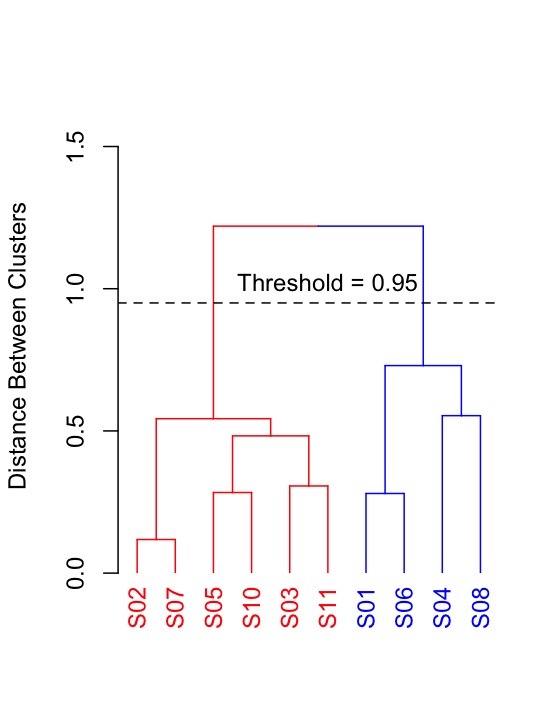 Distance Between Clusters
1.5
1.0
0.5
0.0
Threshold = 0.95
S02
S07
S05
S10
S03
S11
S01
S06
S04
S08